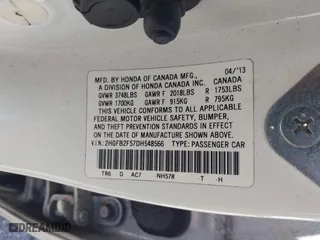 MFD. BY HONDA OF CANADA MFG., 04/'13
A DIVISION OF HONDA CANADA INC. CANADA
GVWR 3748LBS GAWR F 2018LBS R 1753LBS
GVWR 1700KG GAWR F 915KG R 795KG
THIS VEHICLE CONFORMS TO ALL APPLICABLE
FEDERAL MOTOR VEHICLE SAFETY, BUMPER, AND
THEFT PREVENTION STANDARDS IN EFFECT ON THE
DATE OF MANUFACTURE SHOWN ABOVE.
V.I.N.: 2HGFB2F57DH548566 TYPE: PASSENGER CAR
TR6 D AC7 NH578 T H